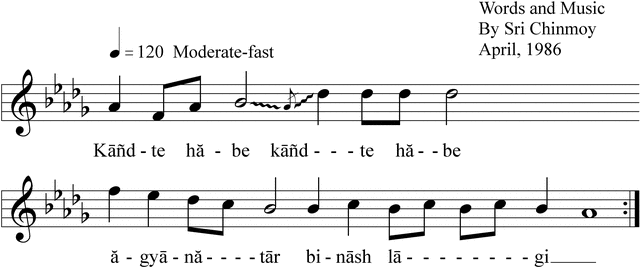 Words and Music
By Sri Chinmoy
April, 1986
= 120 Moderate-fast
Kāñd - te hă - be kāñd - - - te hă - be
ă - gyā - nă - - - - tār bi - nāsh lā - - - - - - - - gi